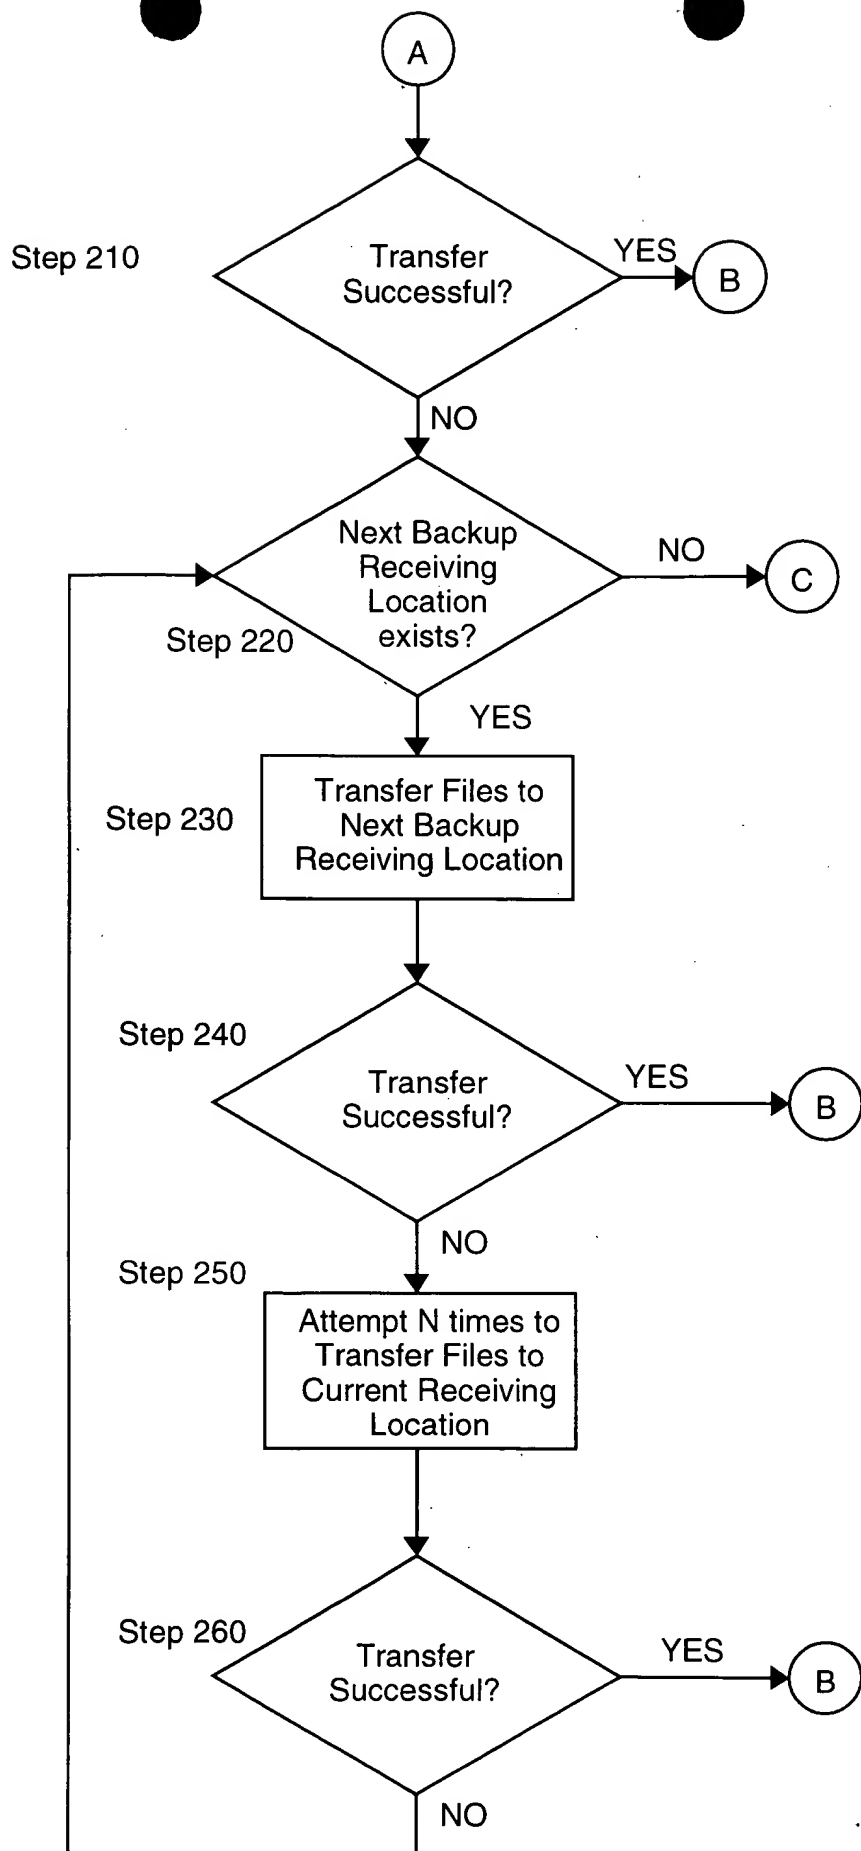 A
Step 210
Transfer
Successful?
YES
B
NO
Next Backup
Receiving
Location
exists?
NO
C
Step 220
YES
Step 230
Transfer Files to
Next Backup
Receiving Location
Step 240
Transfer
Successful?
YES
B
NO
Step 250
Attempt N times to
Transfer Files to
Current Receiving
Location
Step 260
Transfer
Successful?
YES
B
NO